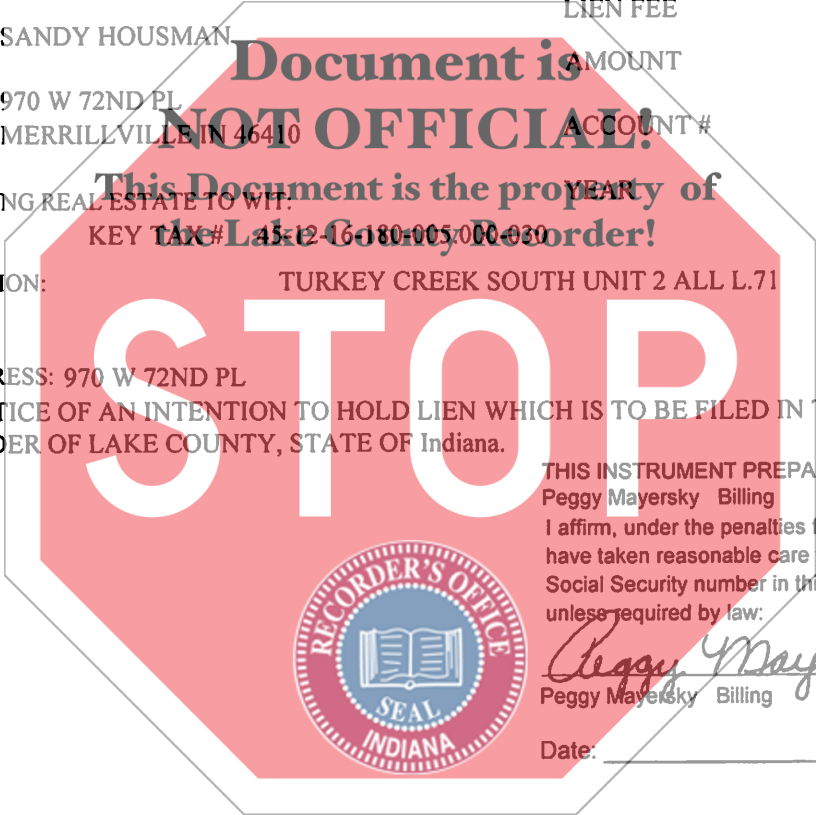 LIEN FEE
SANDY HOUSMAN
Document is
AMOUNT
NOT OFFICIAL!
970 W 72ND PL
MERRILLVILLE IN 46410
ACCOUNT #
This Document is the property of
YEAR
NG REAL ESTATE TO WIT:
the Lake County Recorder!
KEY TAX # 45-12-16-180-005.000-030
ION: TURKEY CREEK SOUTH UNIT 2 ALL L.71
STOP
RESS: 970 W 72ND PL
TICE OF AN INTENTION TO HOLD LIEN WHICH IS TO BE FILED IN T
DER OF LAKE COUNTY, STATE OF Indiana.
THIS INSTRUMENT PREPA
Peggy Mayersky Billing
I affirm, under the penalties f
have taken reasonable care
Social Security number in thi
unless required by law:
Peggy May
Peggy Mayersky Billing
Date:
RECORDER'S OFFICE
SEAL
INDIANA